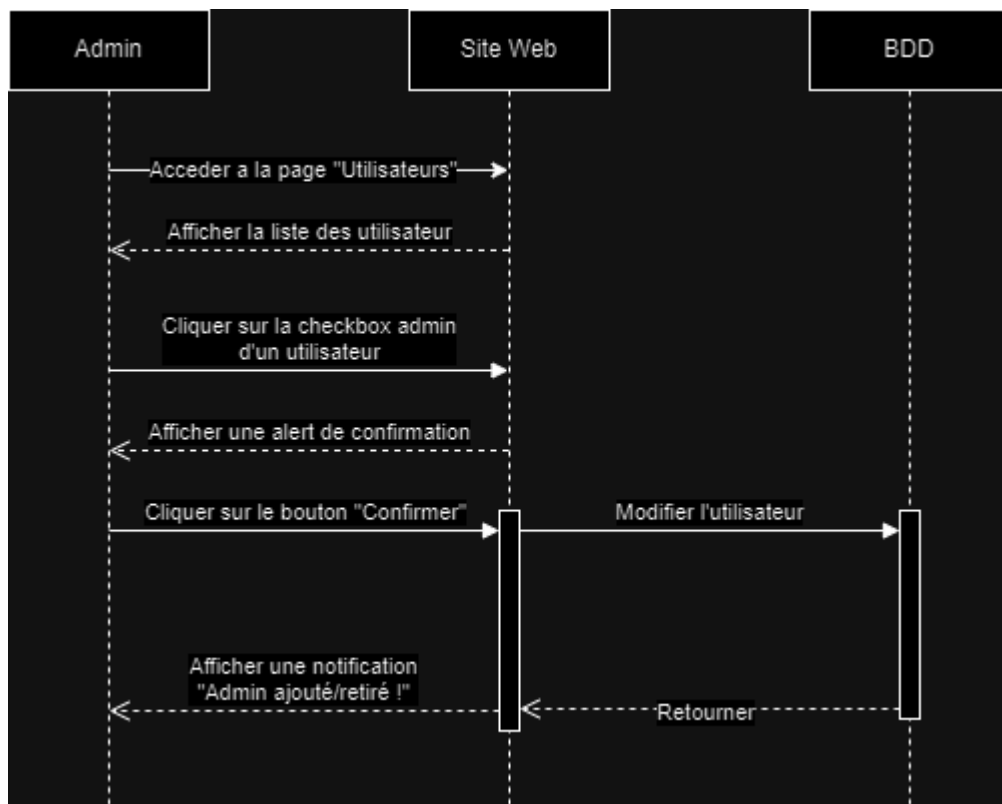 Admin
Site Web
BDD
Acceder a la page "Utilisateurs"
Afficher la liste des utilisateur
Cliquer sur la checkbox admin
d'un utilisateur
Afficher une alert de confirmation
Cliquer sur le bouton "Confirmer"
Modifier l'utilisateur
Afficher une notification
"Admin ajouté/retiré !"
Retourner